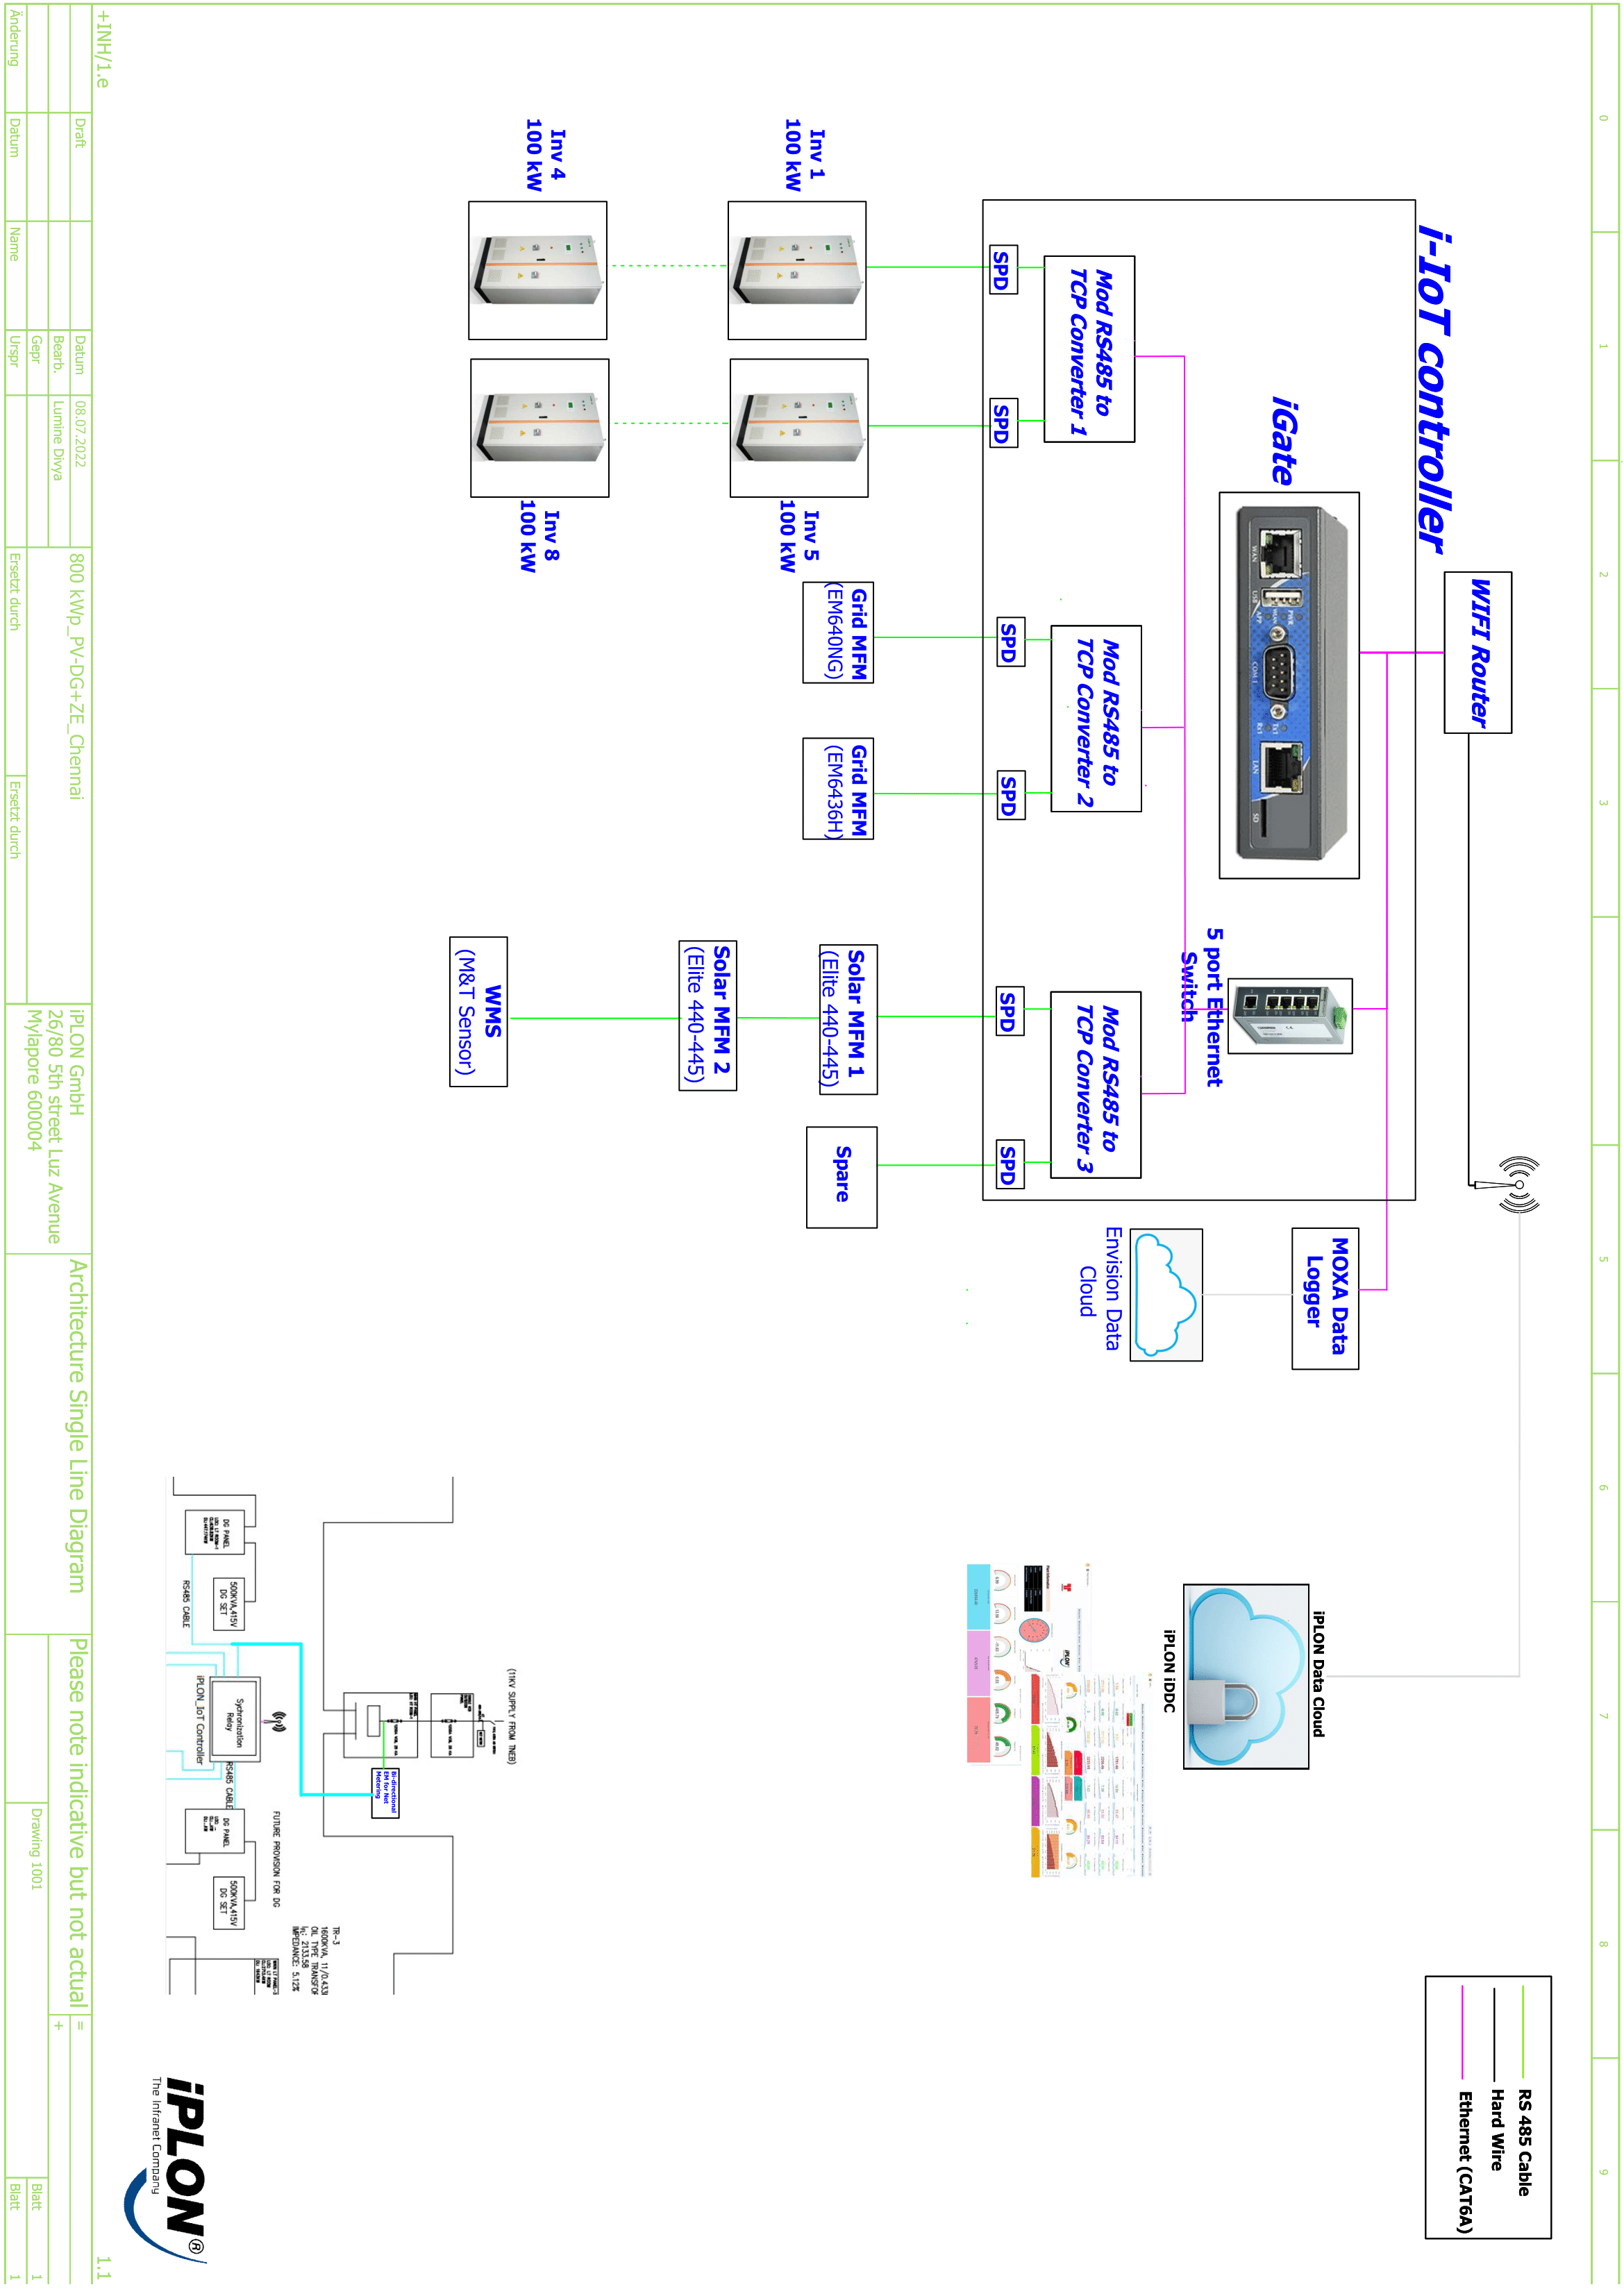 0
1
2
3
5
6
7
8
9
i-IoT controller
WIFI Router
iGate
WAN
USB
COM 1
LAN
SD
5 port Ethernet
Switch
Mod RS485 to
TCP Converter 1
Mod RS485 to
TCP Converter 2
Mod RS485 to
TCP Converter 3
SPD
SPD
SPD
SPD
SPD
SPD
Inv 1
100 kW
Inv 4
100 kW
Inv 5
100 kW
Inv 8
100 kW
Grid MFM
(EM640NG)
Grid MFM
(EM6436H)
Solar MFM 1
(Elite 440-445)
Solar MFM 2
(Elite 440-445)
WMS
(M&T Sensor)
Spare
MOXA Data
Logger
Envision Data
Cloud
iPLON Data Cloud
iPLON iDDC
RS 485 Cable
Hard Wire
Ethernet (CAT6A)
(11KV SUPPLY FROM TNEB)
Bi-directional
EM for Net
Metering
DG PANEL
500KVA,415V
DG SET
RS485 CABLE
Sychronization
Relay
iPLON_IoT Controller
RS485 CABLE
DG PANEL
500KVA,415V
DG SET
FUTURE PROVISION FOR DG
TR-3
1600KVA, 11/0.433
OIL TYPE TRANSFOR
2133.58
IMPEDANCE: 5.12%
iPLON®
The Infranet Company
+INH/1.e
1.1
Draft
Datum
08.07.2022
Bearb.
Lumine Divya
Gepr
Änderung
Datum
Name
Urspr
800 kWp_PV-DG+ZE_Chennai
Ersetzt durch
Ersetzt durch
iPLON GmbH
26/80 5th street Luz Avenue
Mylapore 600004
Architecture Single Line Diagram
Please note indicative but not actual
Drawing 1001
=
+
Blatt 1
Blatt 1